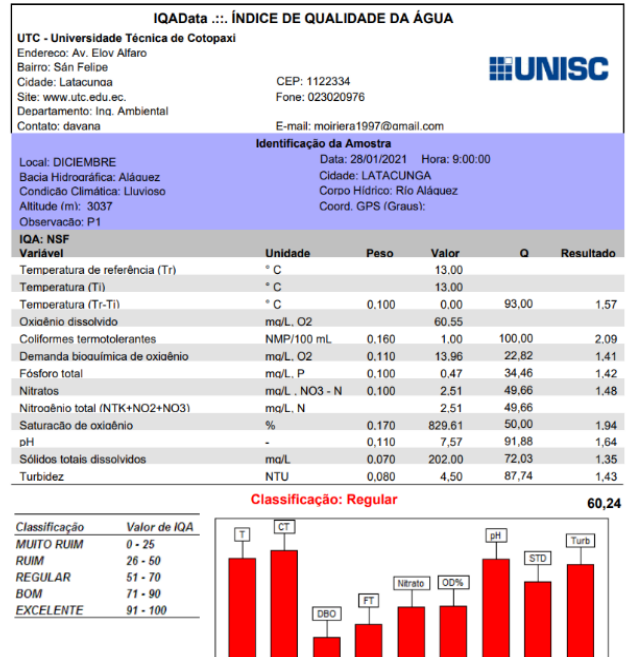 IQAData .::. ÍNDICE DE QUALIDADE DA ÁGUA
UTC - Universidade Técnica de Cotopaxi
Endereco: Av. Eloy Alfaro
Bairro: Sán Felipe
Cidade: Latacunga CEP: 1122334
Site: www.utc.edu.ec. Fone: 023020976
Departamento: Ing. Ambiental
Contato: dayana E-mail: moiriera1997@gmail.com
UNISC
Identificação da Amostra
Local: DICIEMBRE Data: 28/01/2021 Hora: 9:00:00
Bacia Hidrográfica: Aláquez Cidade: LATACUNGA
Condição Climática: Lluvioso Corpo Hídrico: Río Aláquez
Altitude (m): 3037 Coord. GPS (Graus):
Observação: P1
IQA: NSF
Variável Unidade Peso Valor Q Resultado
Temperatura de referência (Tr) ° C 13.00
Temperatura (Ti) ° C 13.00
Temperatura (Tr-Ti) ° C 0,100 0.00 93,00 1.57
Oxigênio dissolvido mg/L, O2 60,55
Coliformes termotolerantes NMP/100 mL 0,160 1,00 100,00 2,09
Demanda bioquímica de oxigênio mg/L, O2 0,110 13,96 22,82 1,41
Fósforo total mg/L, P 0,100 0,47 34,46 1,42
Nitratos mg/L , NO3 - N 0,100 2,51 49,66 1,48
Nitrogênio total (NTK+NO2+NO3) mg/L, N 2,51 49,66
Saturação de oxigênio % 0,170 829.61 50,00 1,94
pH - 0,110 7,57 91,88 1,64
Sólidos totais dissolvidos mg/L 0,070 202.00 72,03 1.35
Turbidez NTU 0,080 4,50 87,74 1,43
Classificação: Regular 60,24
Classificação Valor de IQA
MUITO RUIM 0 - 25
RUIM 26 - 50
REGULAR 51 - 70
BOM 71 - 90
EXCELENTE 91 - 100
T CT DBO FT Nitrato OD% pH STD Turb